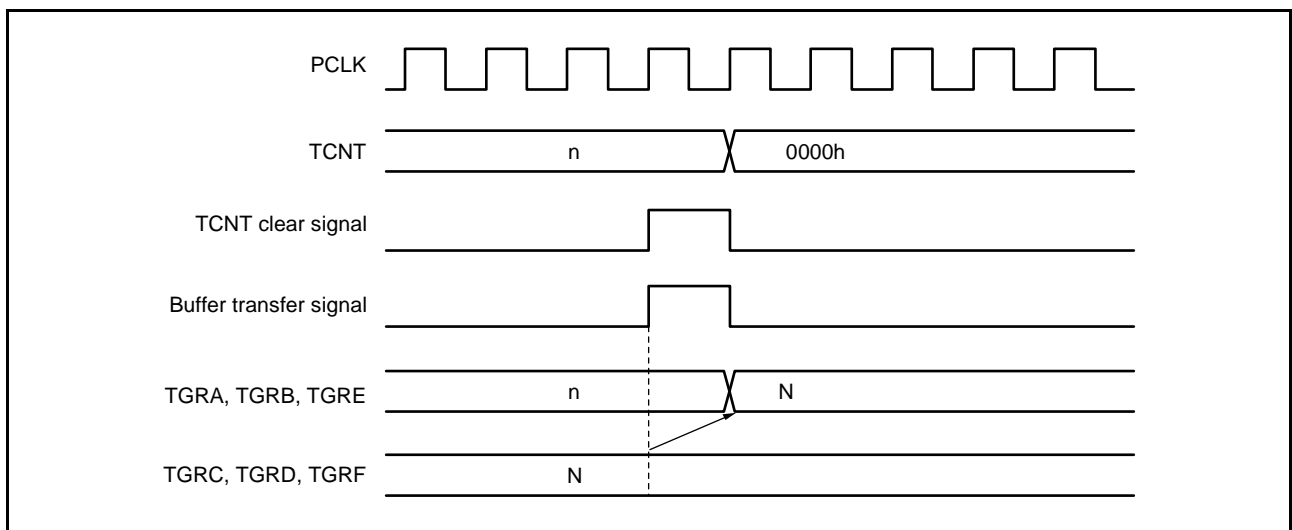 PCLK
TCNT n 0000h
TCNT clear signal
Buffer transfer signal
TGRA, TGRB, TGRE n N
TGRC, TGRD, TGRF N